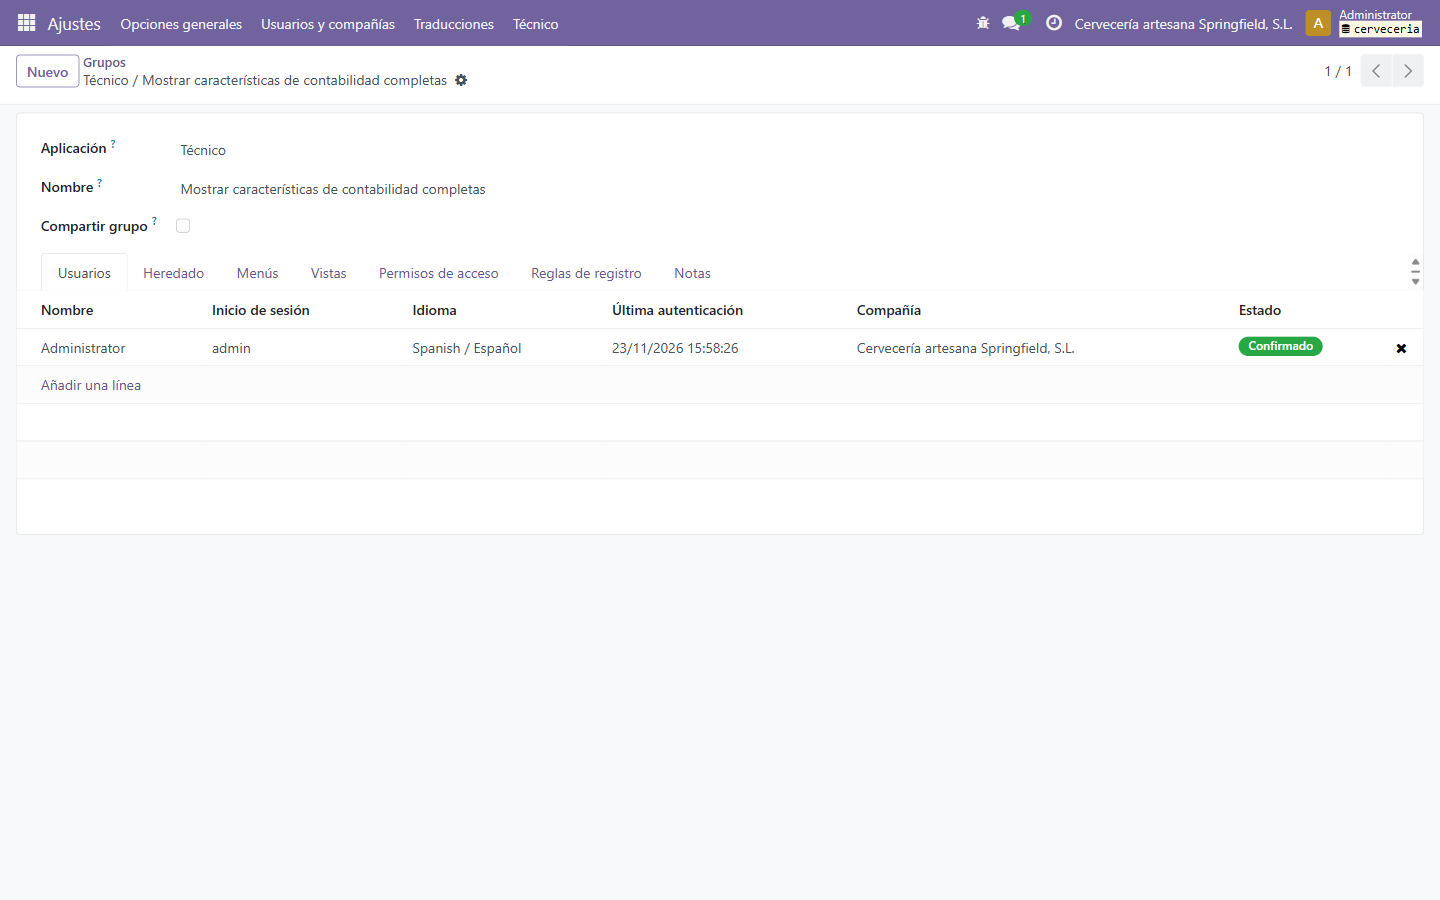 Ajustes Opciones generales Usuarios y compañías Traducciones Técnico 1 Cervecería artesana Springfield, S.L. A Administrator
cerveceria
Nuevo Grupos
Técnico / Mostrar características de contabilidad completas
1 / 1
Aplicación ? Técnico
Nombre ? Mostrar características de contabilidad completas
Compartir grupo ?
Usuarios Heredado Menús Vistas Permisos de acceso Reglas de registro Notas
Nombre Inicio de sesión Idioma Última autenticación Compañía Estado
Administrator admin Spanish / Español 23/11/2026 15:58:26 Cervecería artesana Springfield, S.L. Confirmado
Añadir una línea